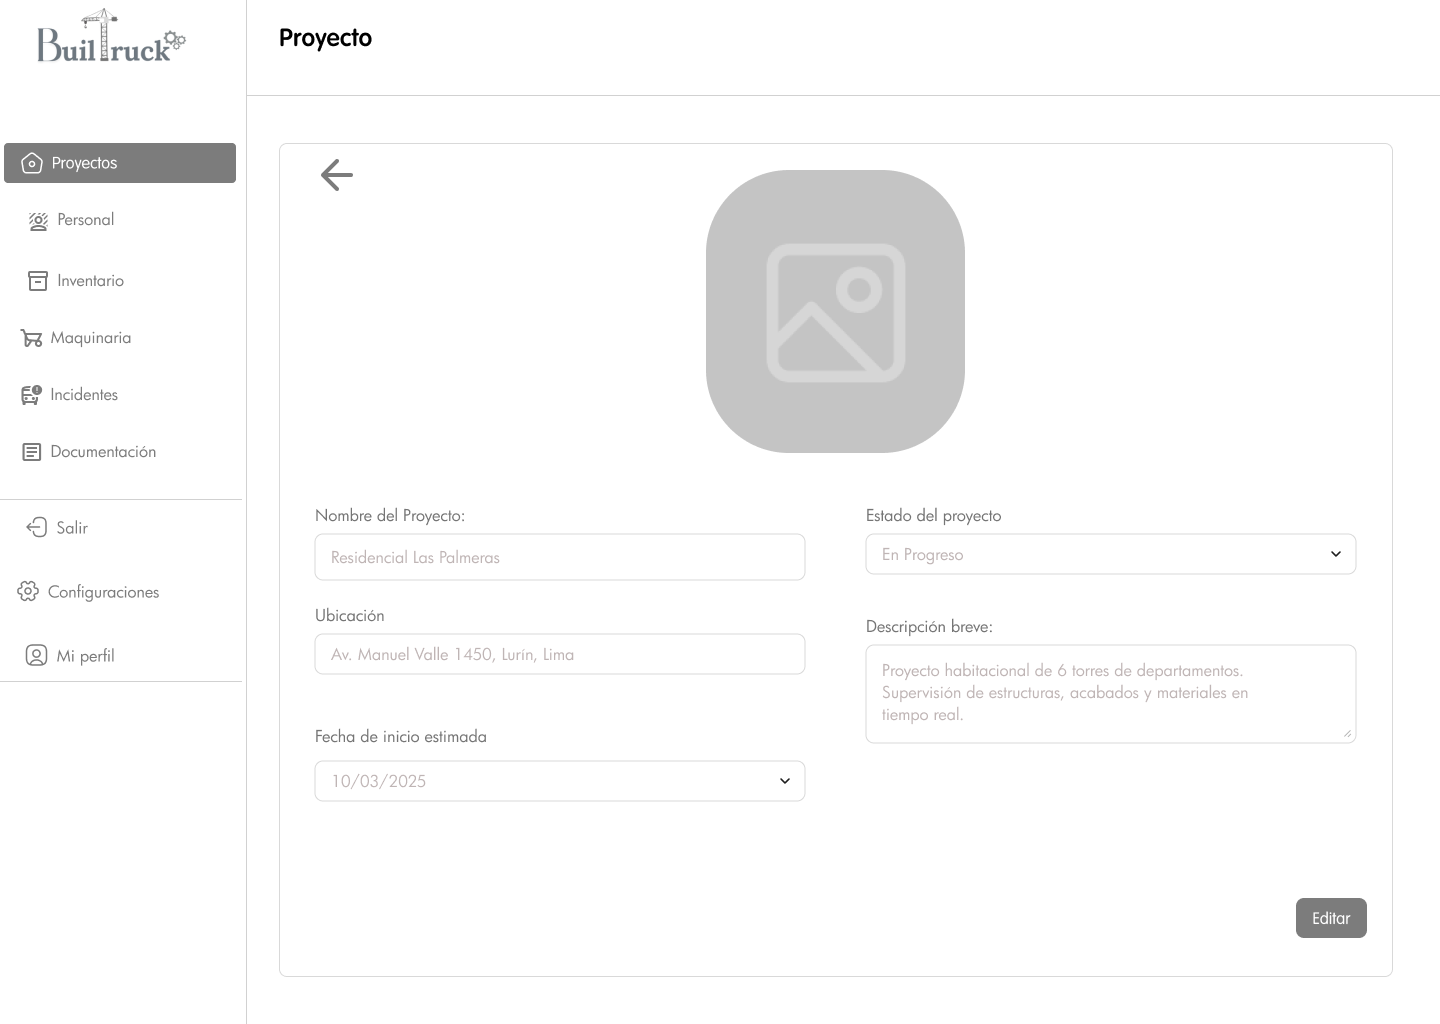 BuilTruck
Proyecto
Proyectos
Personal
Inventario
Maquinaria
Incidentes
Documentación
Salir
Configuraciones
Mi perfil
Nombre del Proyecto:
Residencial Las Palmeras
Ubicación
Av. Manuel Valle 1450, Lurín, Lima
Fecha de inicio estimada
10/03/2025
Estado del proyecto
En Progreso
Descripción breve:
Proyecto habitacional de 6 torres de departamentos.
Supervisión de estructuras, acabados y materiales en
tiempo real.
Editar